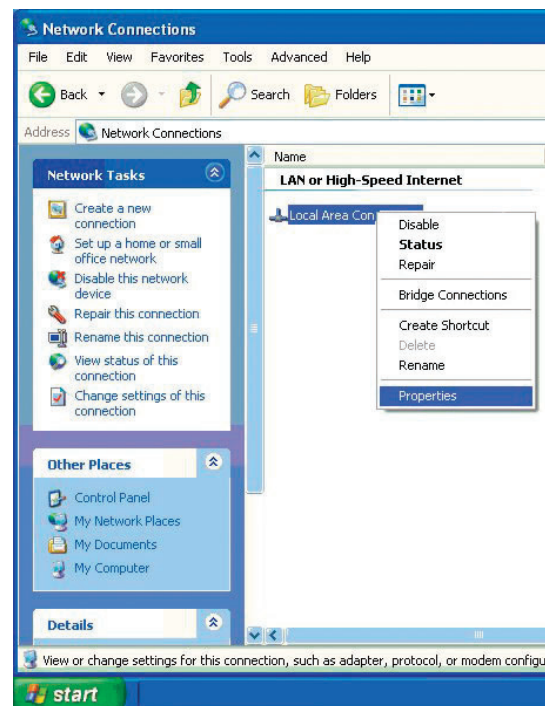 Network Connections
File Edit View Favorites Tools Advanced Help
Back Search Folders
Address Network Connections
Network Tasks
Create a new
connection
Set up a home or small
office network
Disable this network
device
Repair this connection
Rename this connection
View status of this
connection
Change settings of this
connection
Other Places
Control Panel
My Network Places
My Documents
My Computer
Details
Name
LAN or High-Speed Internet
Local Area Con
Disable
Status
Repair
Bridge Connections
Create Shortcut
Delete
Rename
Properties
View or change settings for this connection, such as adapter, protocol, or modem configu
start